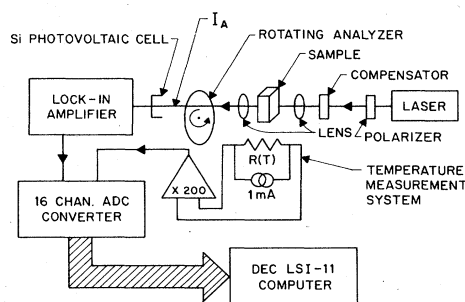 Si PHOTOVOLTAIC CELL
I_A
ROTATING ANALYZER
SAMPLE
COMPENSATOR
LOCK-IN
AMPLIFIER
LASER
LENS
POLARIZER
R(T)
1mA
X 200
TEMPERATURE
MEASUREMENT
SYSTEM
16 CHAN. ADC
CONVERTER
DEC LSI-11
COMPUTER